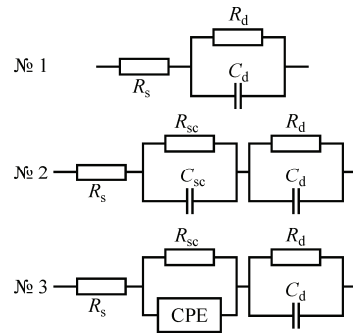 R_d
№ 1
R_s
C_d
R_sc
R_d
№ 2
R_s
C_sc
C_d
R_sc
R_d
№ 3
R_s
CPE
C_d